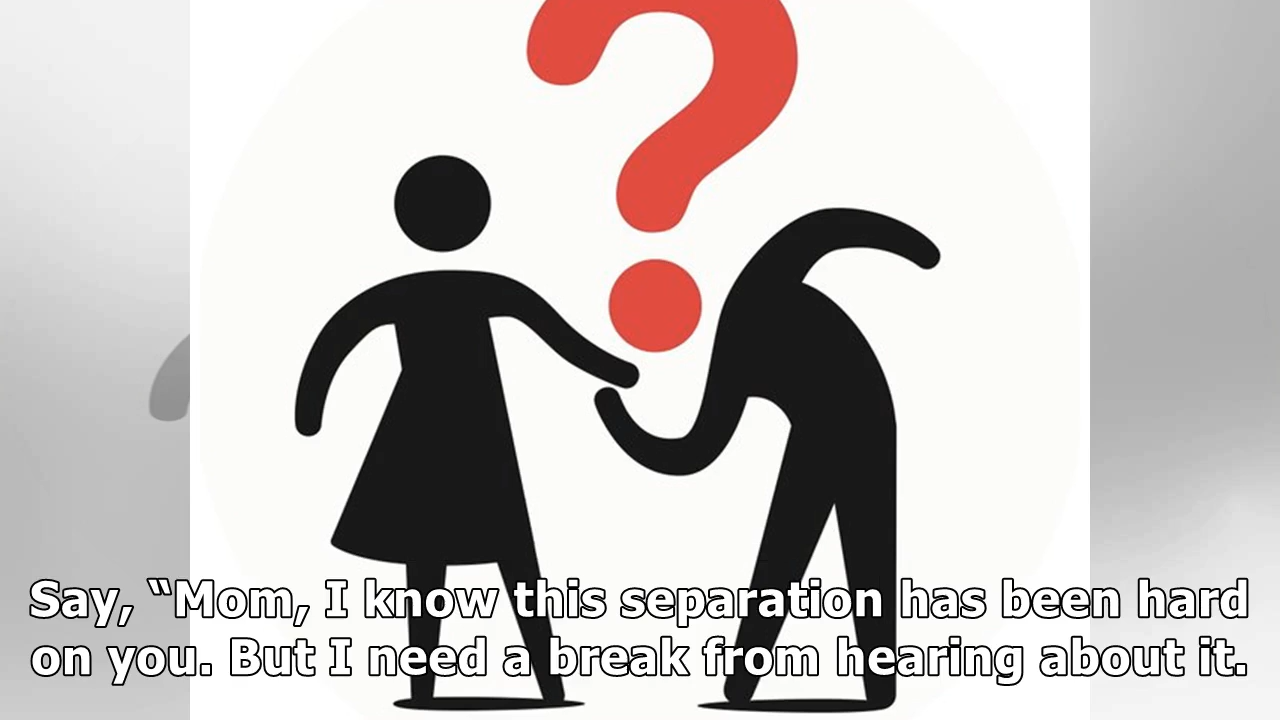 Say, “Mom, I know this separation has been hard
on you. But I need a break from hearing about it.